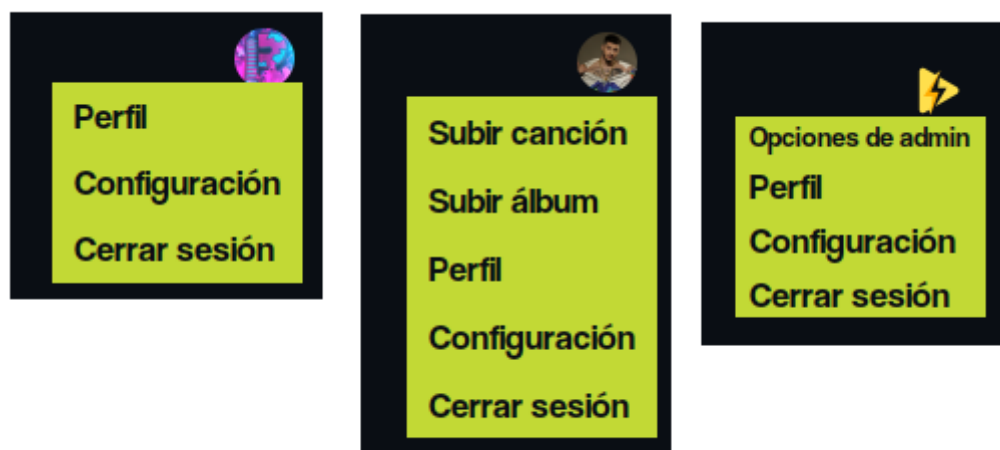 Perfil
Configuración
Cerrar sesión
Subir canción
Subir álbum
Perfil
Configuración
Cerrar sesión
Opciones de admin
Perfil
Configuración
Cerrar sesión